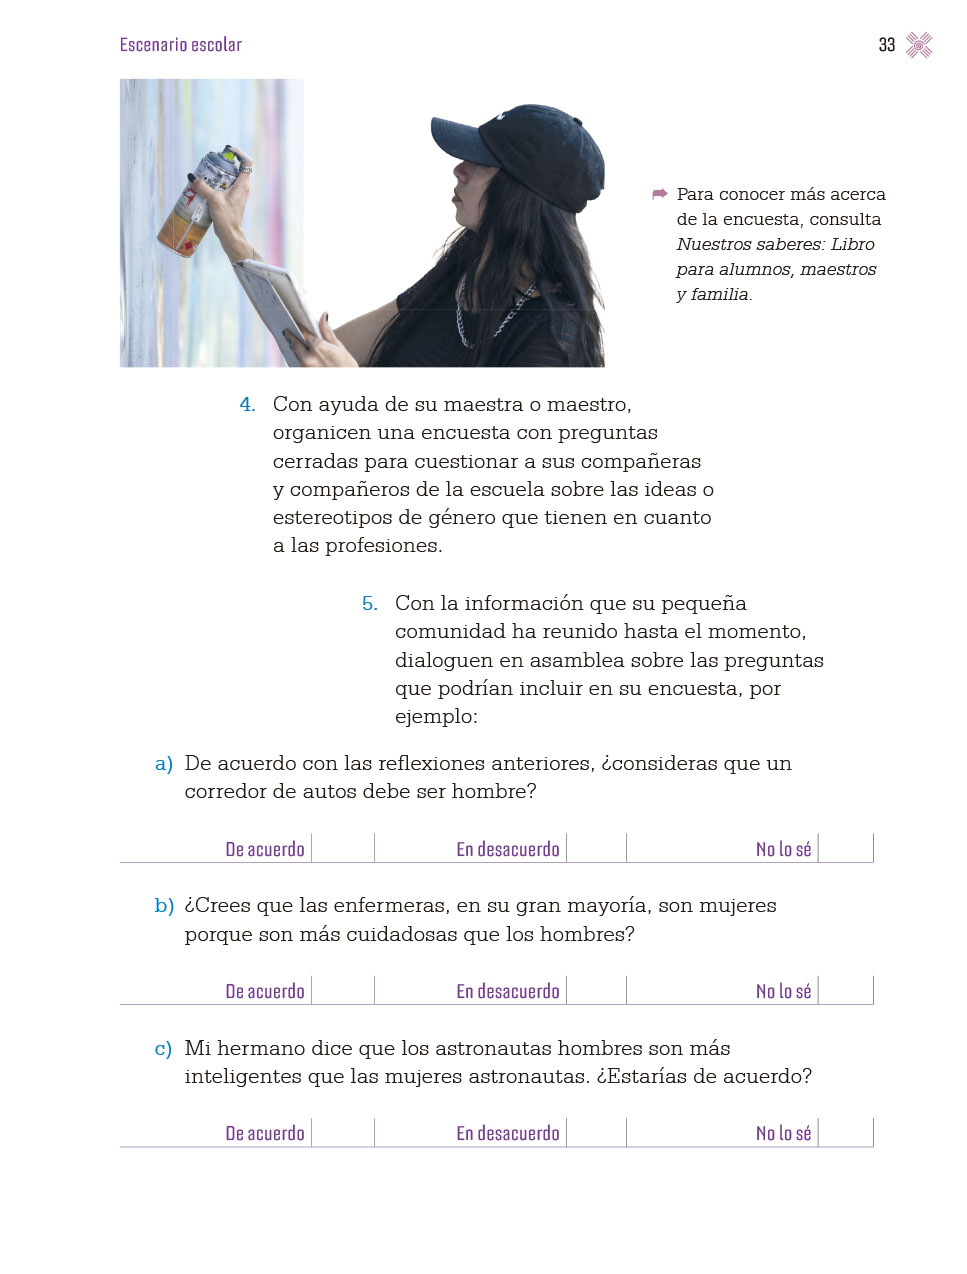 Escenario escolar
33
Para conocer más acerca
de la encuesta, consulta
Nuestros saberes: Libro
para alumnos, maestros
y familia.
4. Con ayuda de su maestra o maestro,
organicen una encuesta con preguntas
cerradas para cuestionar a sus compañeras
y compañeros de la escuela sobre las ideas o
estereotipos de género que tienen en cuanto
a las profesiones.
5. Con la información que su pequeña
comunidad ha reunido hasta el momento,
dialoguen en asamblea sobre las preguntas
que podrían incluir en su encuesta, por
ejemplo:
a) De acuerdo con las reflexiones anteriores, ¿consideras que un
corredor de autos debe ser hombre?
De acuerdo En desacuerdo No lo sé
b) ¿Crees que las enfermeras, en su gran mayoría, son mujeres
porque son más cuidadosas que los hombres?
De acuerdo En desacuerdo No lo sé
c) Mi hermano dice que los astronautas hombres son más
inteligentes que las mujeres astronautas. ¿Estarías de acuerdo?
De acuerdo En desacuerdo No lo sé